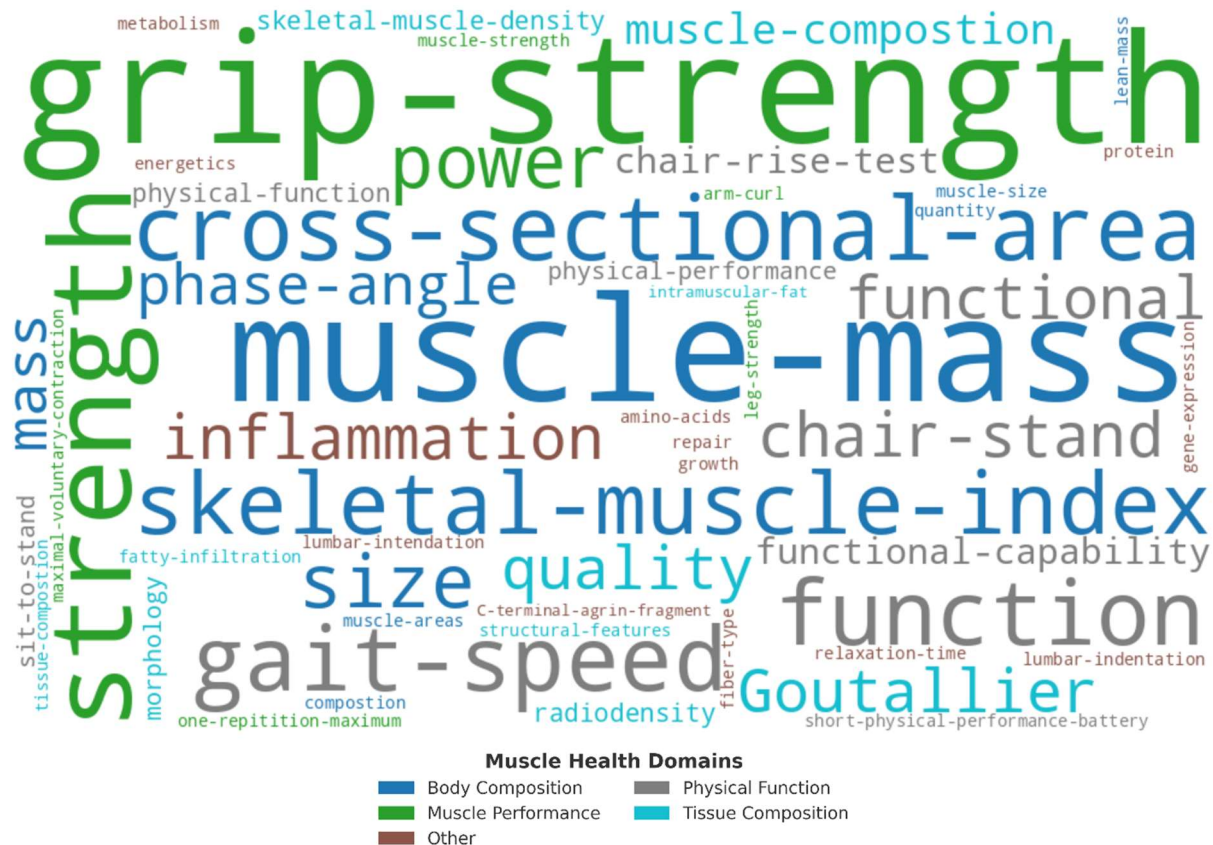 metabolism
skeletal-muscle-density
muscle-strength
muscle-compostion
lean-mass
grip-strength
energetics
power
chair-rise-test
protein
physical-function
arm-curl
muscle-size
quantity
cross-sectional-area
strength
phase-angle
physical-performance
intramuscular-fat
functional
mass
maximal-voluntary-contraction
muscle-mass
leg-strength
gene-expression
inflammation
amino-acids
repair
growth
chair-stand
skeletal-muscle-index
sit-to-stand
tissue-compostion
fatty-infiltration
lumbar-intendation
quality
functional-capability
morphology
size
muscle-areas
C-terminal-agrin-fragment
structural-features
fiber-type
function
gait-speed
relaxation-time
lumbar-indentation
Goutallier
compostion
one-repitition-maximum
radiodensity
short-physical-performance-battery
Muscle Health Domains
Body Composition
Physical Function
Muscle Performance
Tissue Composition
Other